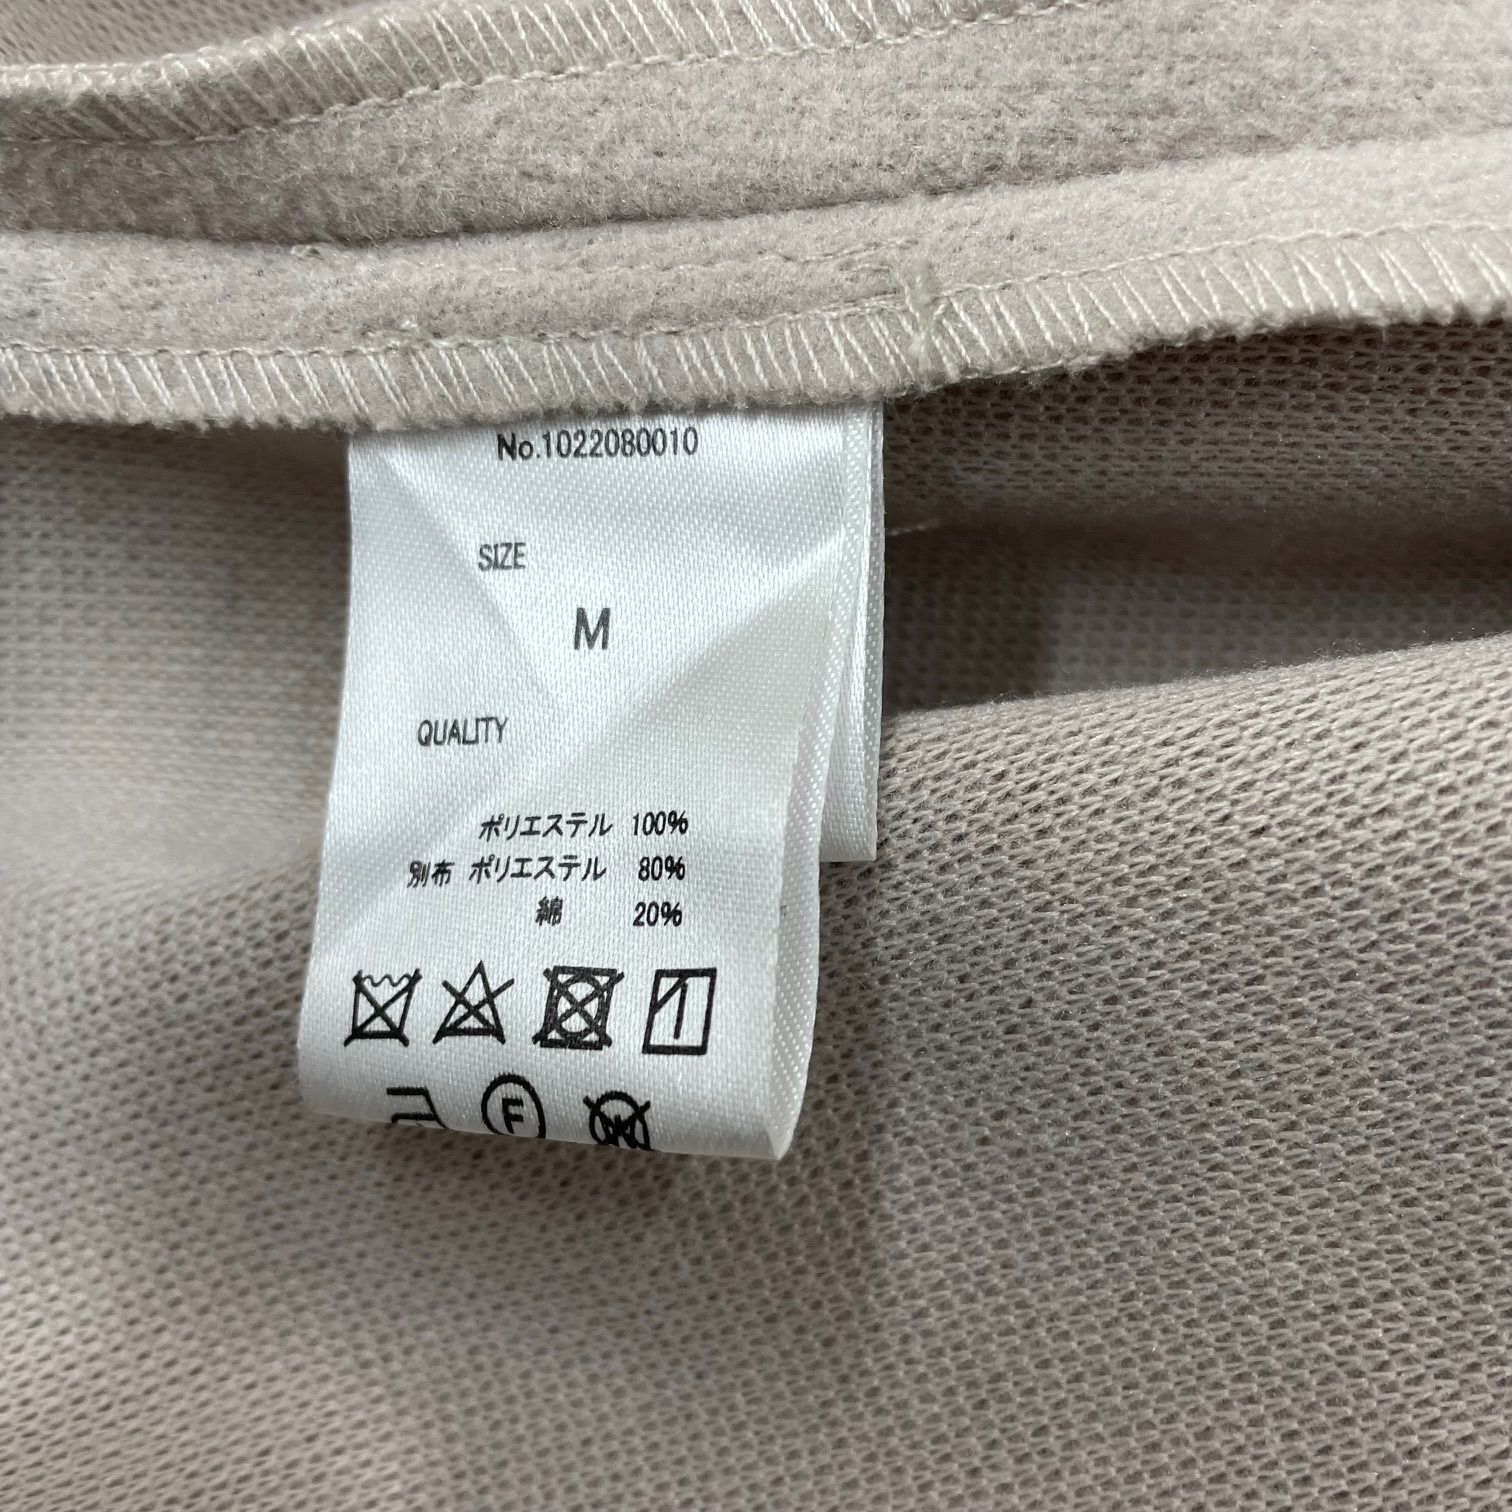 No.1022080010
SIZE
M
QUALITY
ポリエステル 100%
別布 ポリエステル 80%
綿 20%
F
W